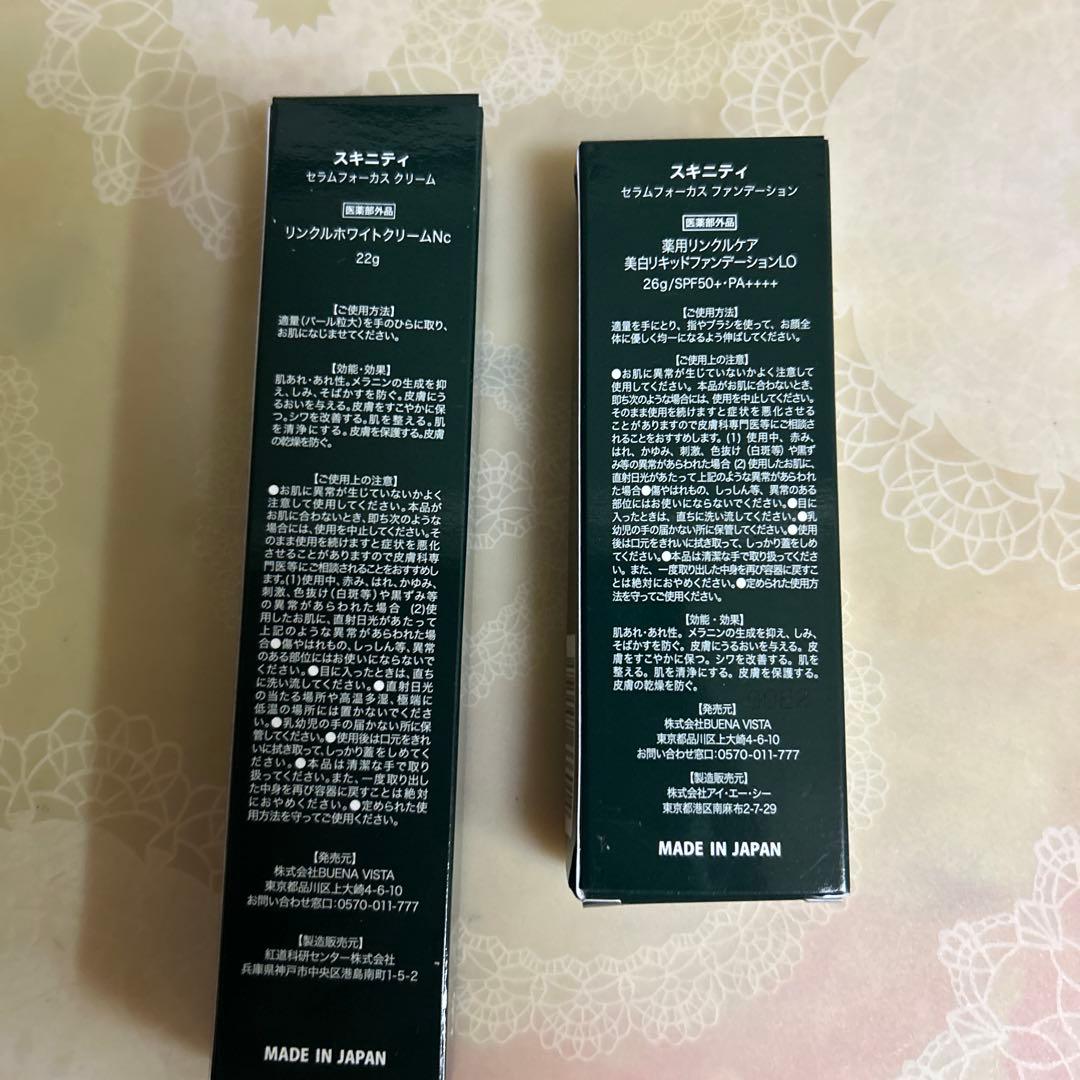 スキニティ
セラムフォーカス クリーム
医薬部外品
リンクルホワイトクリームNc
22g
【ご使用方法】
適量(パール粒大)を手のひらに取り、
お肌になじませてください。
【効能・効果】
肌あれ・あれ性。メラニンの生成を抑
え、しみ、そばかすを防ぐ。皮膚にう
るおいを与える。皮膚をすこやかに保
つ。シワを改善する。肌を整える。肌
を清浄にする。皮膚を保護する。皮膚
の乾燥を防ぐ。
【ご使用上の注意】
●お肌に異常が生じていないかよく
注意して使用してください。本品が
お肌に合わないとき、即ち次のような
場合には、使用を中止してください。そ
のまま使用を続けますと症状を悪化
させることがありますので皮膚科専
門医等にご相談されることをおすすめし
ます。(1)使用中、赤み、はれ、かゆみ、
刺激、色抜け(白斑等)や黒ずみ等
の異常があらわれた場合 (2)使
用したお肌に、直射日光があたって
上記のような異常があらわれた場
合●傷やはれもの、しっしん等、異常
のある部位にはお使いにならないで
ください。●目に入ったときは、直ち
に洗い流してください。●直射日光
の当たる場所や高温多湿、極端に
低温の場所には置かないでくださ
い。●乳幼児の手の届かない所に保
管してください。●使用後は口元をきれ
いに拭き取って、しっかり蓋をしめてく
ださい。●本品は清潔な手で取り
扱ってください。また、一度取り出し
た中身を再び容器に戻すことは絶対
におやめください。●定められた使
用方法を守ってご使用ください。
【発売元】
株式会社BUENA VISTA
東京都品川区上大崎4-6-10
お問い合わせ窓口:0570-011-777
【製造販売元】
紅道科研センター株式会社
兵庫県神戸市中央区港島南町1-5-2
MADE IN JAPAN
スキニティ
セラムフォーカス ファンデーション
医薬部外品
薬用リンクルケア
美白リキッドファンデーションLO
26g/SPF50+・PA++++
【ご使用方法】
適量を手にとり、指やブラシを使って、お顔全
体に優しく均一になるよう伸ばしてください。
【ご使用上の注意】
●お肌に異常が生じていないかよく注意して
使用してください。本品がお肌に合わないとき、
即ち次のような場合には、使用を中止してください。
そのまま使用を続けますと症状を悪化させる
ことがありますので皮膚科専門医等にご相談さ
れることをおすすめします。(1) 使用中、赤み、
はれ、かゆみ、刺激、色抜け (白斑等) や黒ず
み等の異常があらわれた場合 (2) 使用したお肌に、
直射日光があたって上記のような異常があらわれ
た場合●傷やはれもの、しっしん等、異常のある
部位にはお使いにならないでください。●目に
入ったときは、直ちに洗い流してください。●乳
幼児の手の届かない所に保管してください。●使用
後は口元をきれいに拭き取って、しっかり蓋をしめ
てください。●本品は清潔な手で取り扱ってくださ
い。また、一度取り出した中身を再び容器に戻すこ
とは絶対におやめください。●定められた使用方
法を守ってご使用ください。
【効能・効果】
肌あれ・あれ性。メラニンの生成を抑え、しみ、
そばかすを防ぐ。皮膚にうるおいを与える。皮
膚をすこやかに保つ。シワを改善する。肌を
整える。肌を清浄にする。皮膚を保護する。
皮膚の乾燥を防ぐ。
【発売元】
株式会社BUENA VISTA
東京都品川区上大崎4-6-10
お問い合わせ窓口:0570-011-777
【製造販売元】
株式会社アイ・エー・シー
東京都港区南麻布2-7-29
MADE IN JAPAN